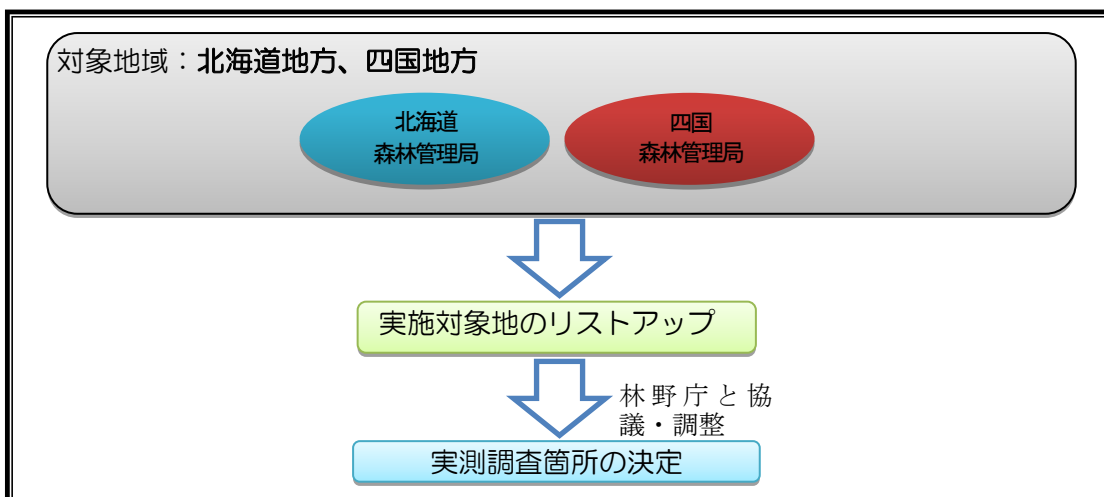 対象地域：北海道地方、四国地方
北海道
森林管理局
四国
森林管理局
実施対象地のリストアップ
林野庁と協
議・調整
実測調査箇所の決定